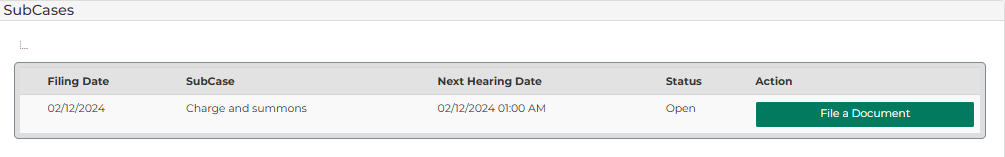 SubCases
Filing Date SubCase Next Hearing Date Status Action
02/12/2024 Charge and summons 02/12/2024 01:00 AM Open File a Document